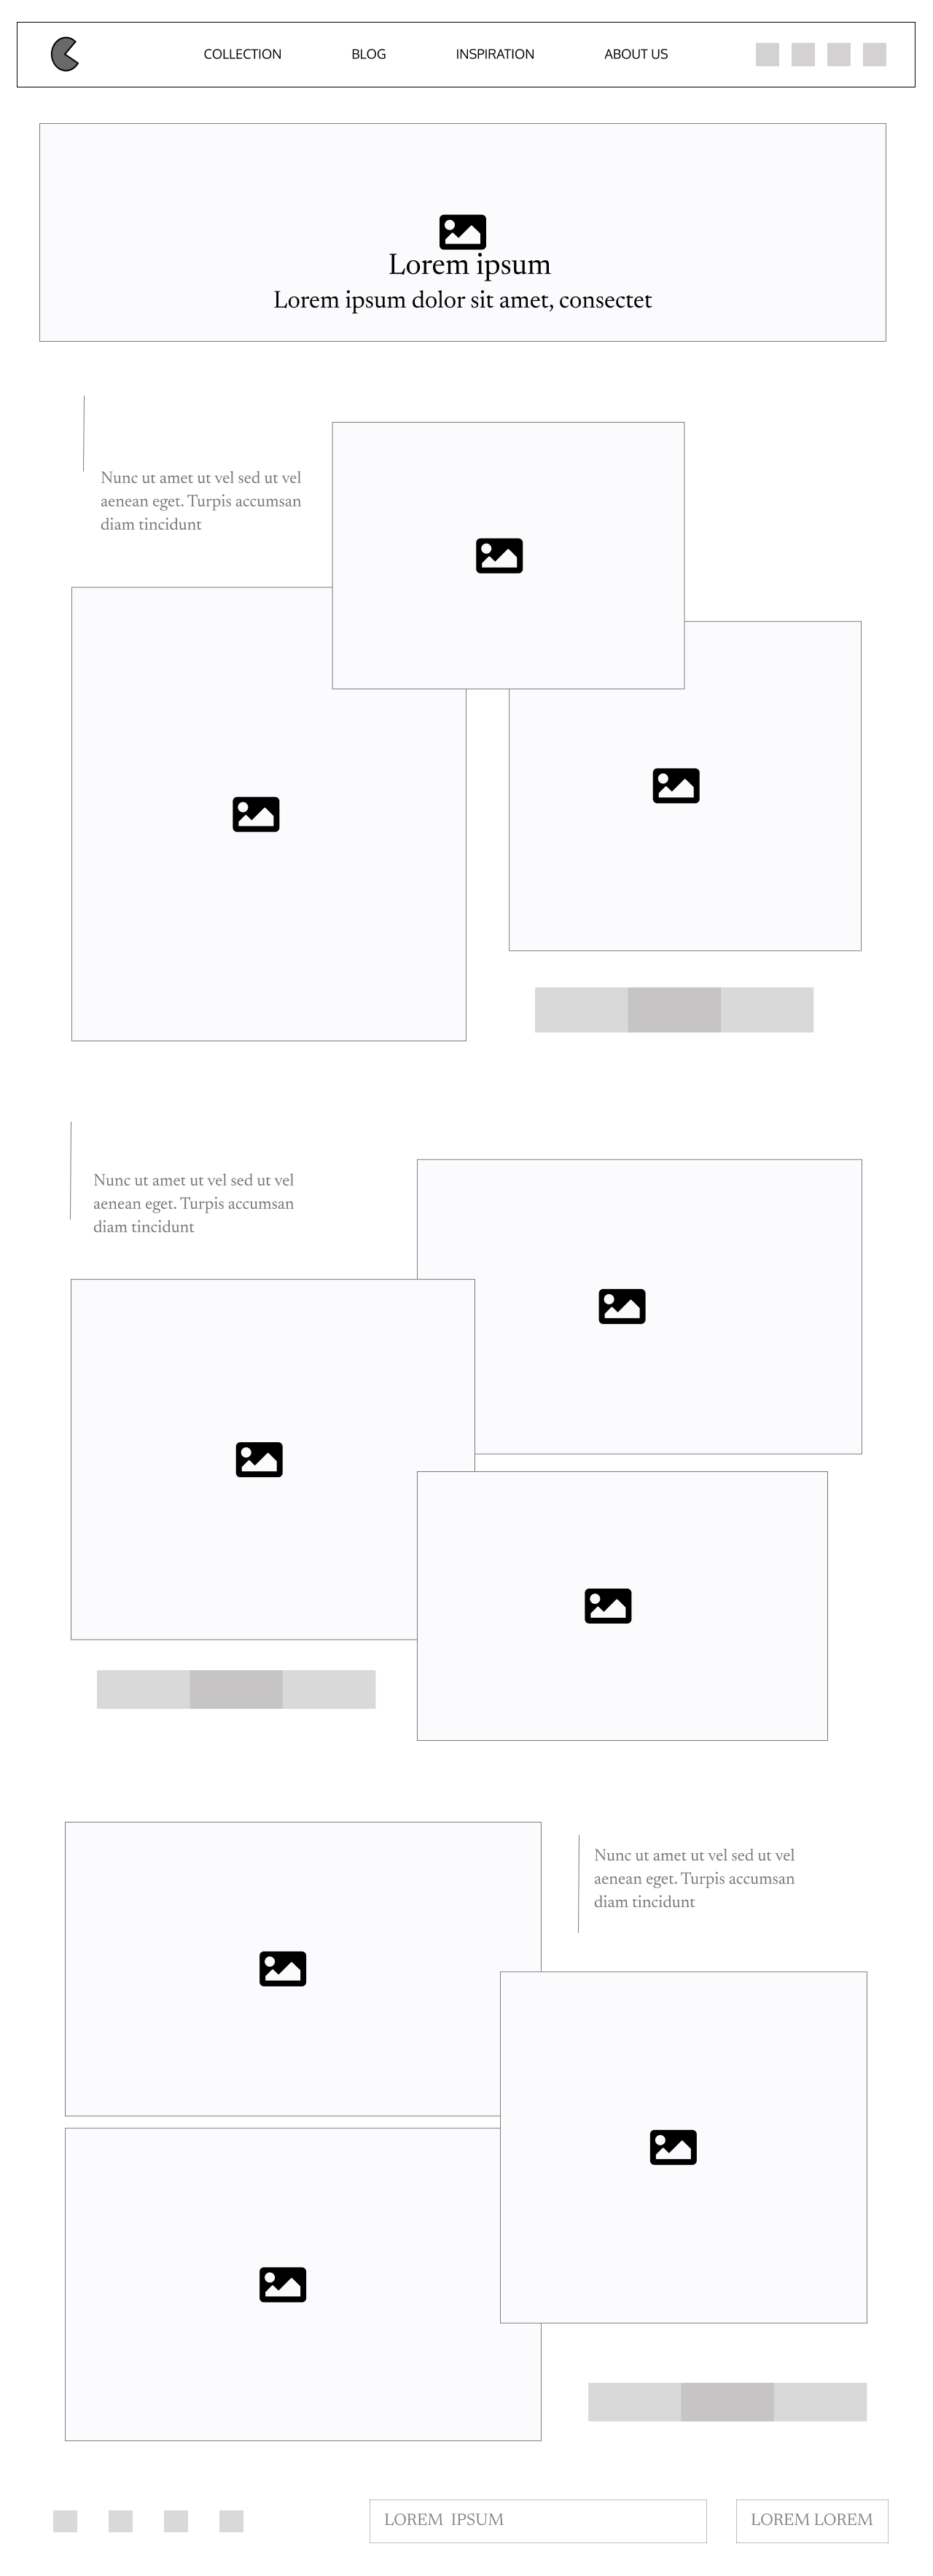 COLLECTION BLOG INSPIRATION ABOUT US
Lorem ipsum
Lorem ipsum dolor sit amet, consectet
Nunc ut amet ut vel sed ut vel
aenean eget. Turpis accumsan
diam tincidunt
Nunc ut amet ut vel sed ut vel
aenean eget. Turpis accumsan
diam tincidunt
Nunc ut amet ut vel sed ut vel
aenean eget. Turpis accumsan
diam tincidunt
LOREM IPSUM
LOREM LOREM